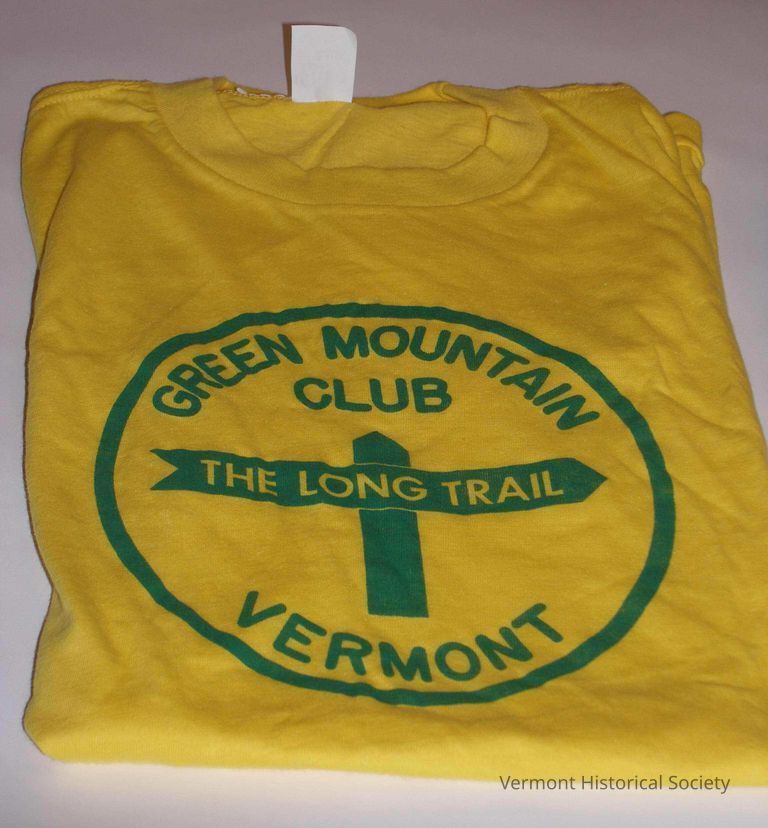 GREEN MOUNTAIN
CLUB
THE LONG TRAIL
VERMONT
Vermont Historical Society